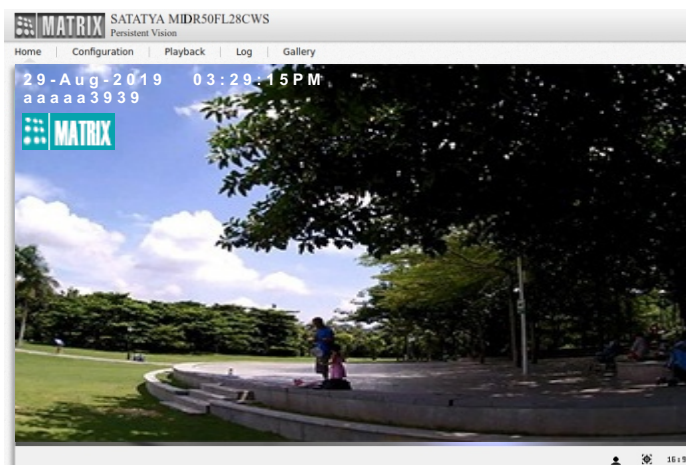 MATRIX
SATATYA MIDR50FL28CWS
Persistent Vision
Home
Configuration
Playback
Log
Gallery
29-Aug-2019 03:29:15PM
aaaaa3939
MATRIX
16:9